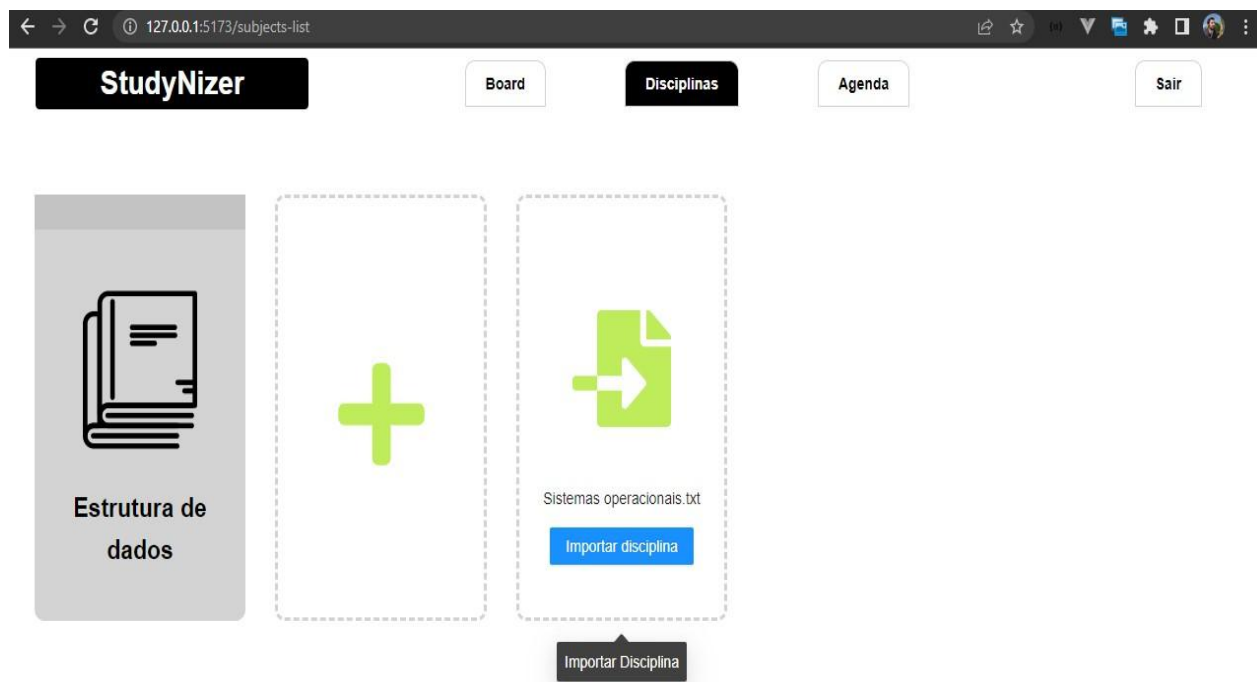 127.0.0.1:5173/subjects-list
StudyNizer
Board
Disciplinas
Agenda
Sair
Estrutura de
dados
Sistemas operacionais.txt
Importar disciplina
Importar Disciplina